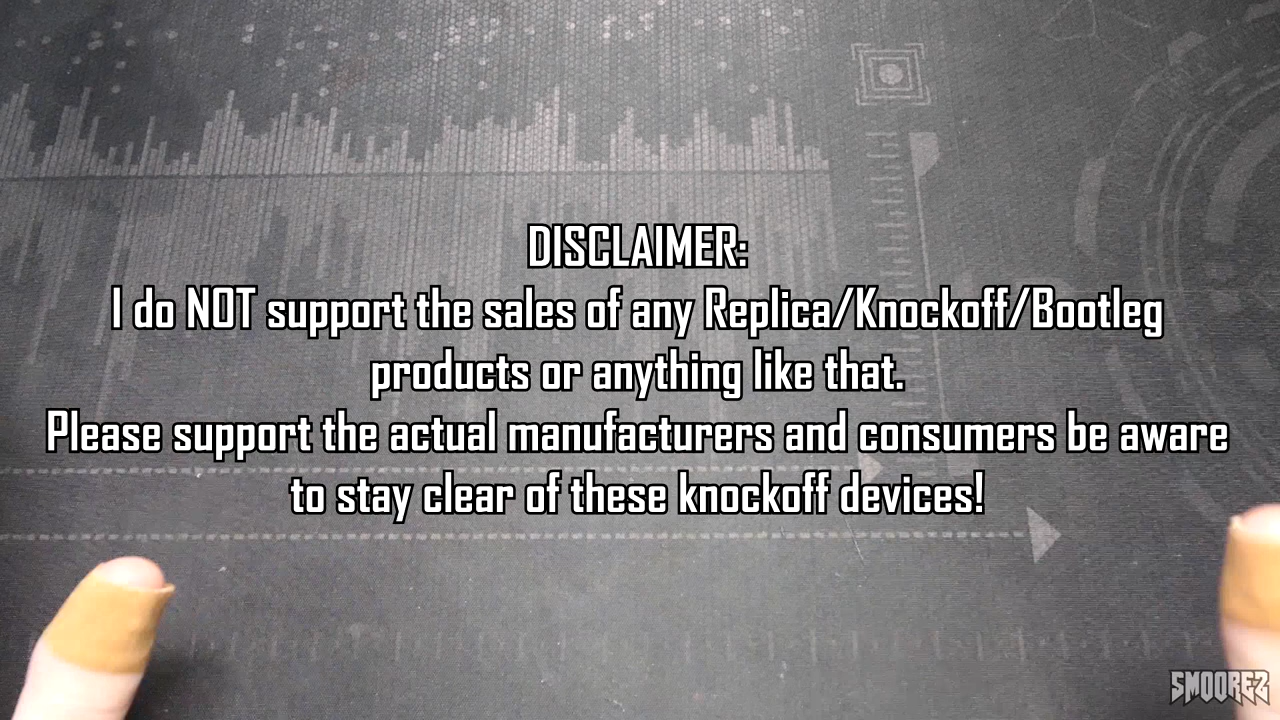 DISCLAIMER:
I do NOT support the sales of any Replica/Knockoff/Bootleg
products or anything like that.
Please support the actual manufacturers and consumers be aware
to stay clear of these knockoff devices!
SMOOREZ